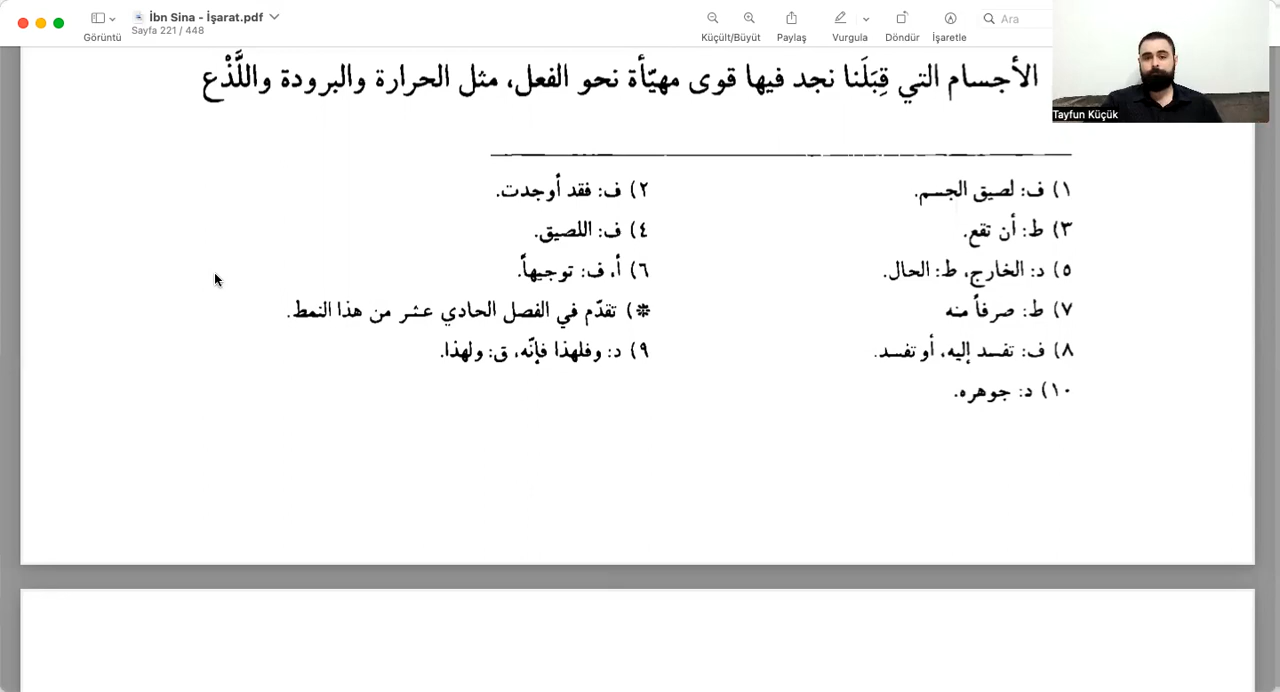 İbn Sina - İşarat.pdf
Sayfa 221 / 448
Görüntü
Küçült/Büyüt
Paylaş
Vurgula
Döndür
İşaretle
Ara
Tayfun Küçük
الأجسام التي قِبَلَنا نجد فيها قوى مهيّأة نحو الفعل، مثل الحرارة والبرودة واللَّذْع
١) ف: لصيق الجسم.
٢) ف: فقد أوجدت.
٣) ط: أن تقع.
٤) ف: اللصيق.
٥) د: الخارج، ط: الحال.
٦) أ، ف: توجيهاً.
٧) ط: صرفاً منه
*) تقدّم في الفصل الحادي عشر من هذا النمط.
٨) ف: تفسد إليه، أو تفسد.
٩) د: وفلهذا فإنّه، ق: ولهذا.
١٠) د: جوهره.